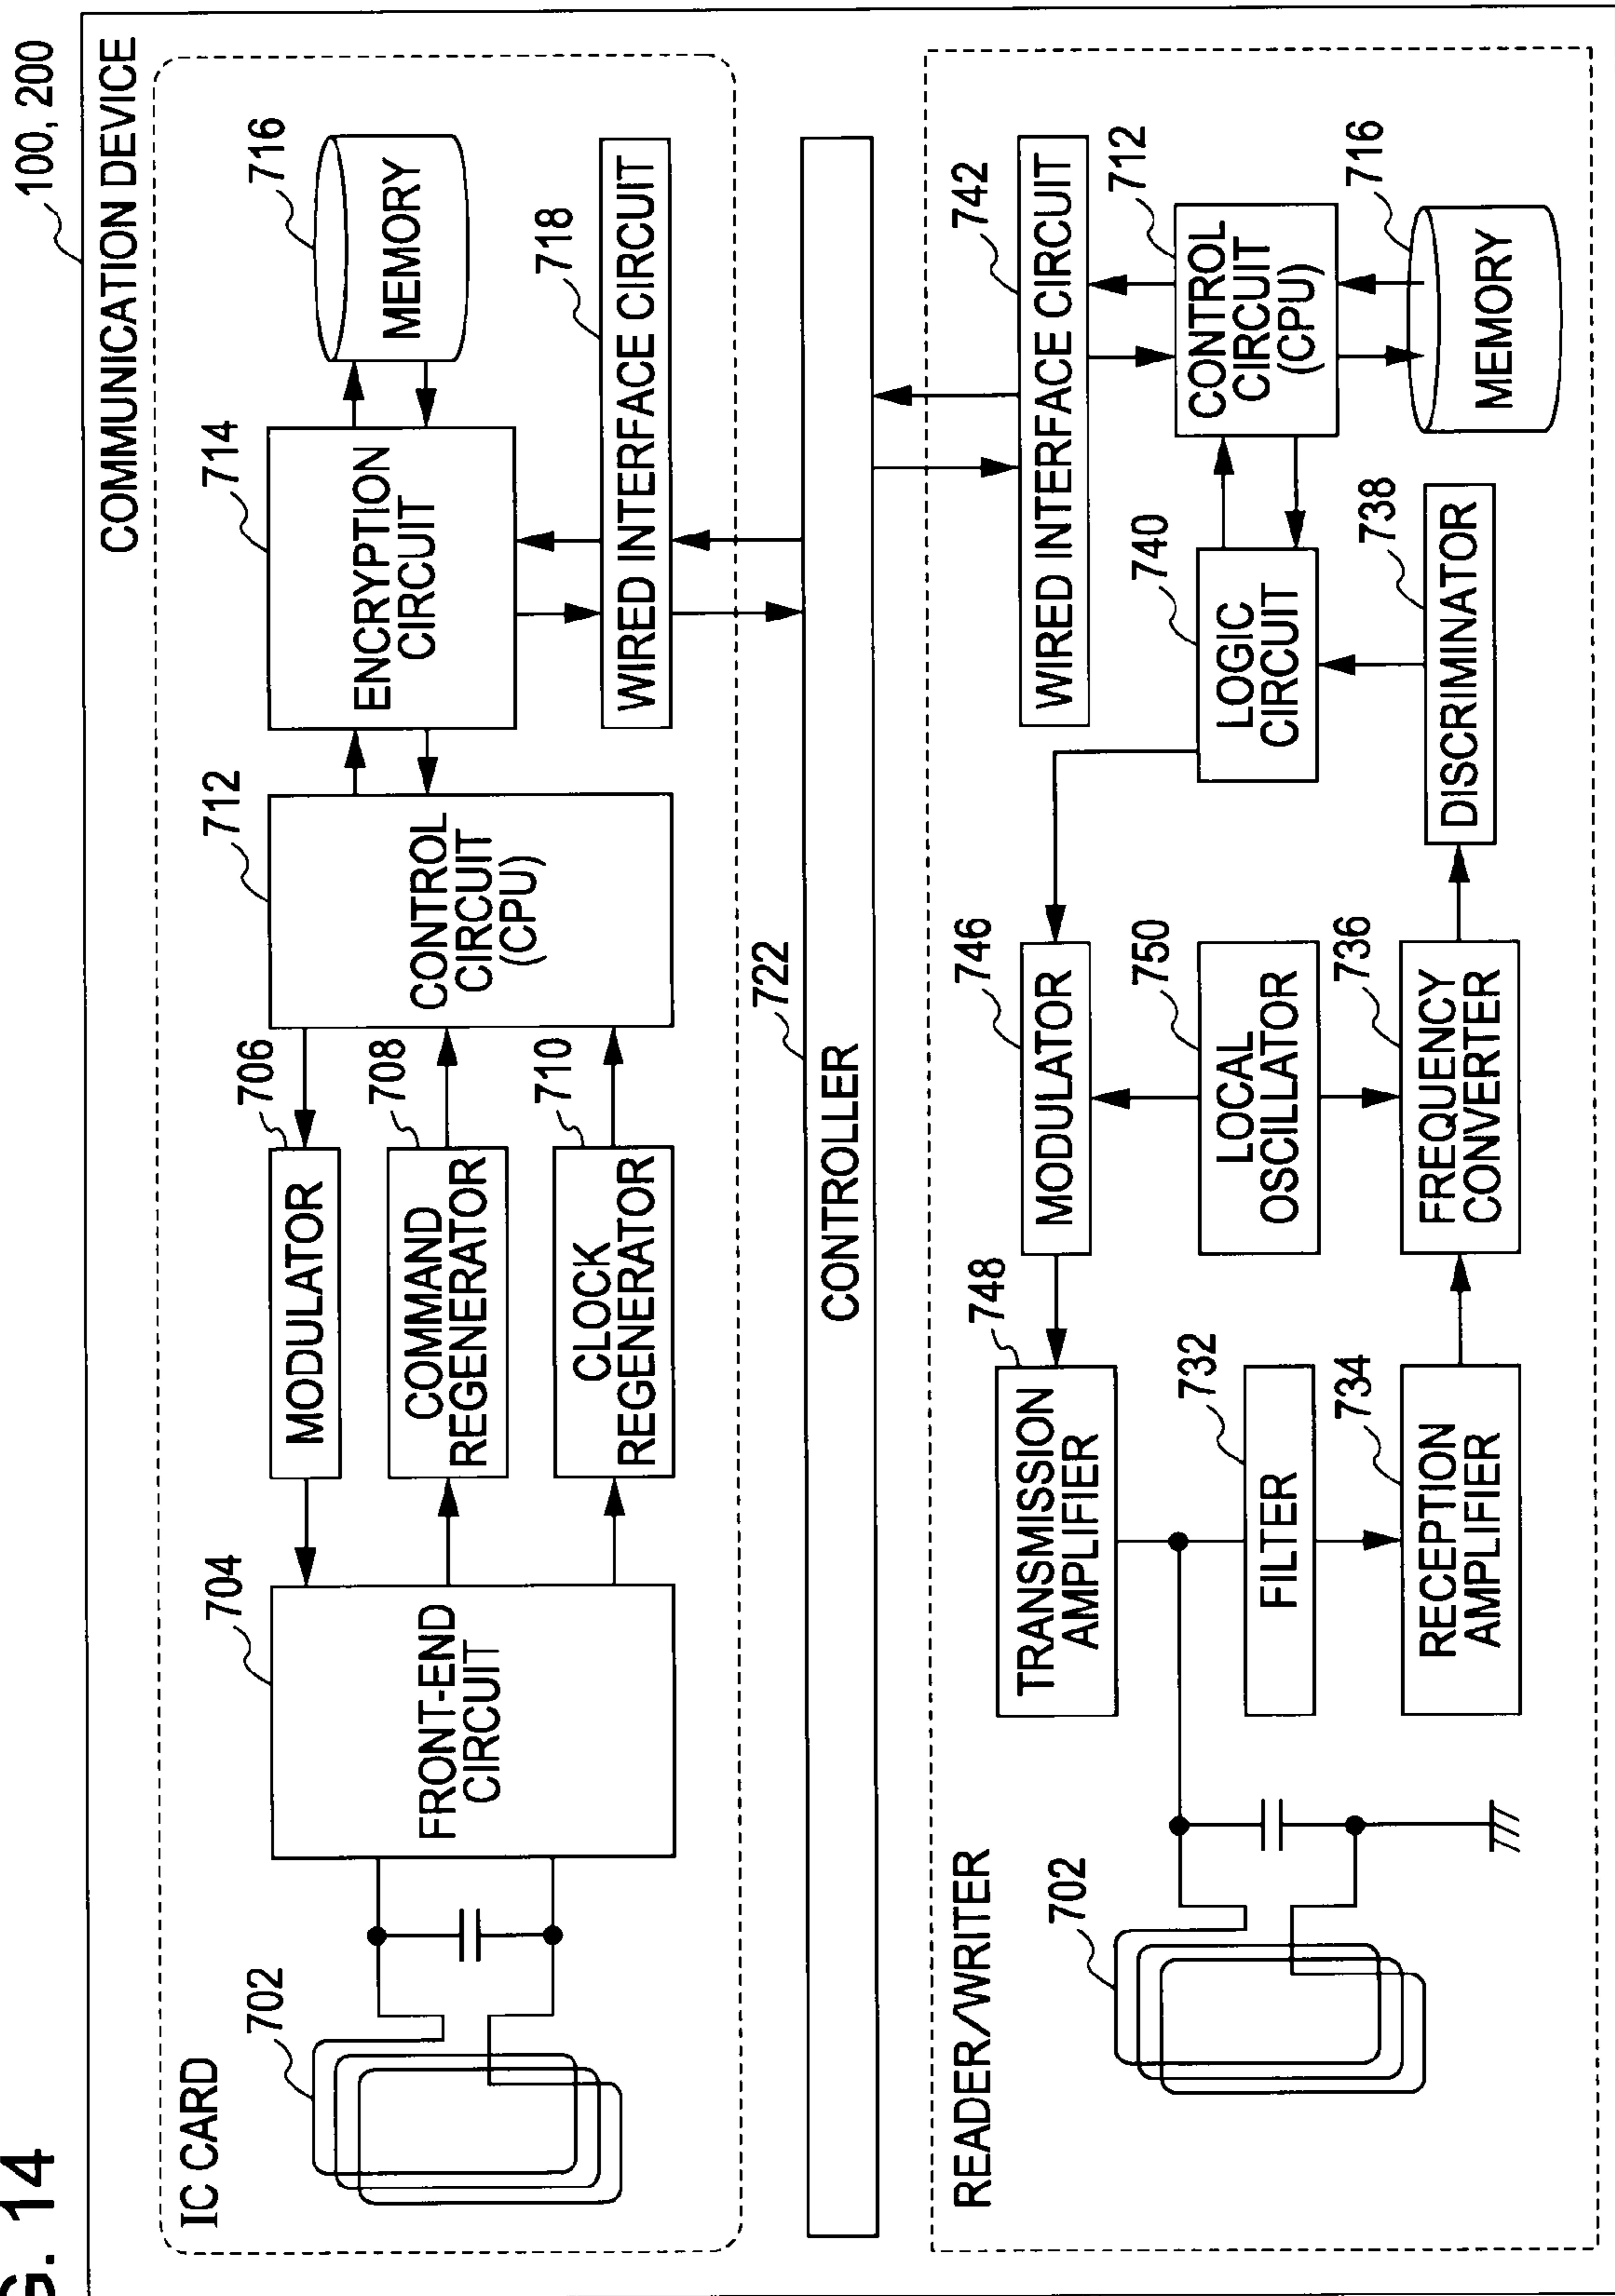 G. 14
100, 200
COMMUNICATION DEVICE
IC CARD
702
704
FRONT-END
CIRCUIT
706
MODULATOR
708
COMMAND
REGENERATOR
710
CLOCK
REGENERATOR
712
CONTROL
CIRCUIT
(CPU)
714
ENCRYPTION
CIRCUIT
716
MEMORY
718
WIRED INTERFACE CIRCUIT
722
CONTROLLER
READER/WRITER
702
748
TRANSMISSION
AMPLIFIER
732
FILTER
734
RECEPTION
AMPLIFIER
746
MODULATOR
750
LOCAL
OSCILLATOR
736
FREQUENCY
CONVERTER
740
LOGIC
CIRCUIT
738
DISCRIMINATOR
742
WIRED INTERFACE CIRCUIT
712
CONTROL
CIRCUIT
(CPU)
716
MEMORY